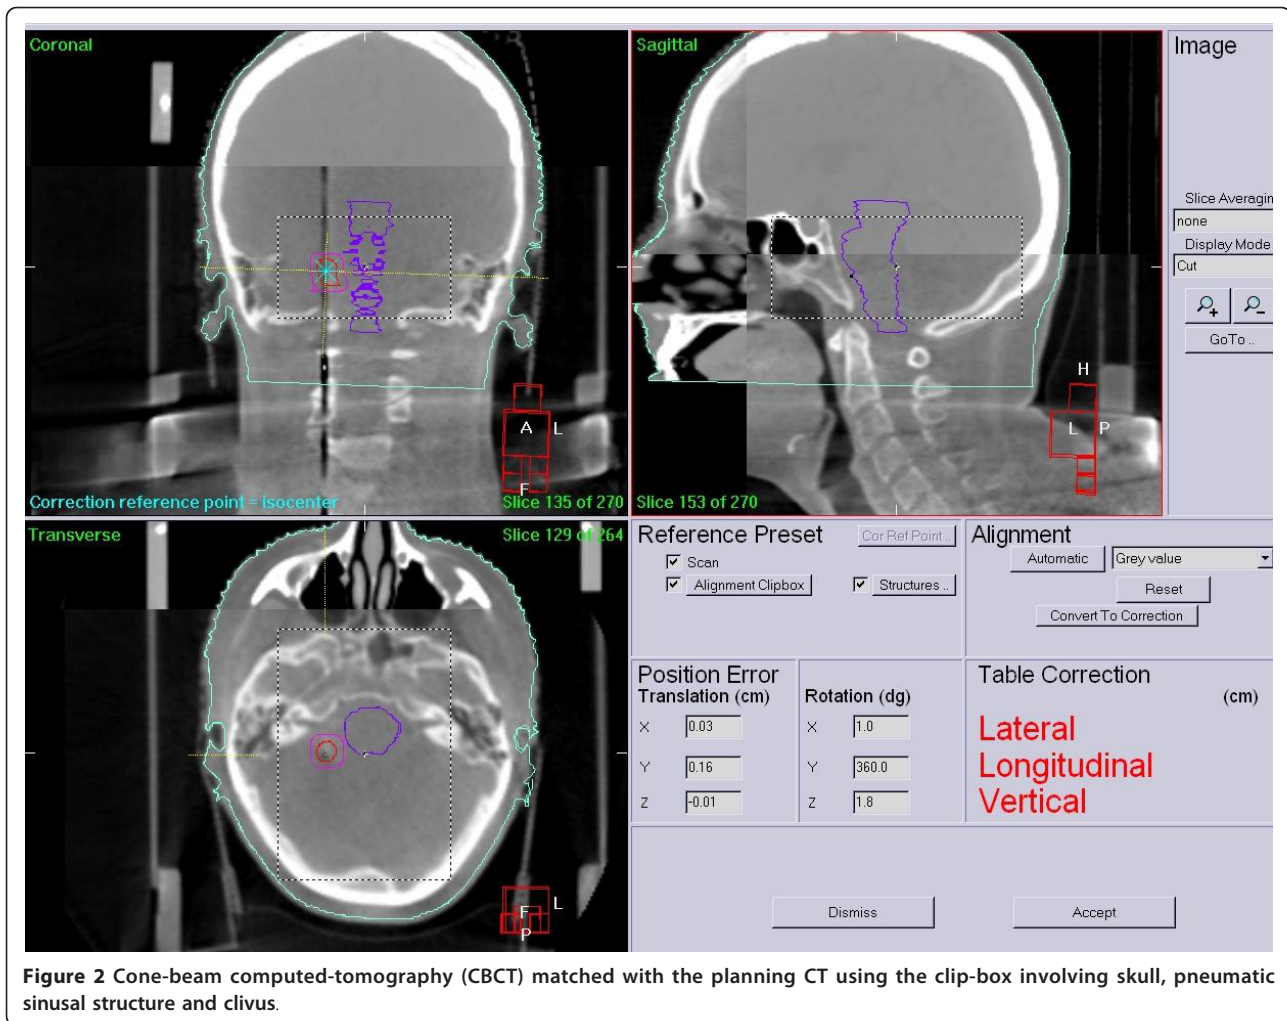 Coronal
A
L
F
Correction reference point = isocenter
Slice 135 of 270
Sagittal
H
L
P
Slice 153 of 270
Image
Slice Averagin
none
Display Mode
Cut
GoTo ..
Transverse
Slice 129 of 264
L
F
P
Reference Preset
Cor Ref Point ..
Scan
Alignment Clipbox
Structures ..
Alignment
Automatic
Grey value
Reset
Convert To Correction
Position Error
Translation (cm)
X 0.03
Y 0.16
Z -0.01
Rotation (dg)
X 1.0
Y 360.0
Z 1.8
Table Correction
(cm)
Lateral
Longitudinal
Vertical
Dismiss
Accept
Figure 2 Cone-beam computed-tomography (CBCT) matched with the planning CT using the clip-box involving skull, pneumatic
sinusal structure and clivus.